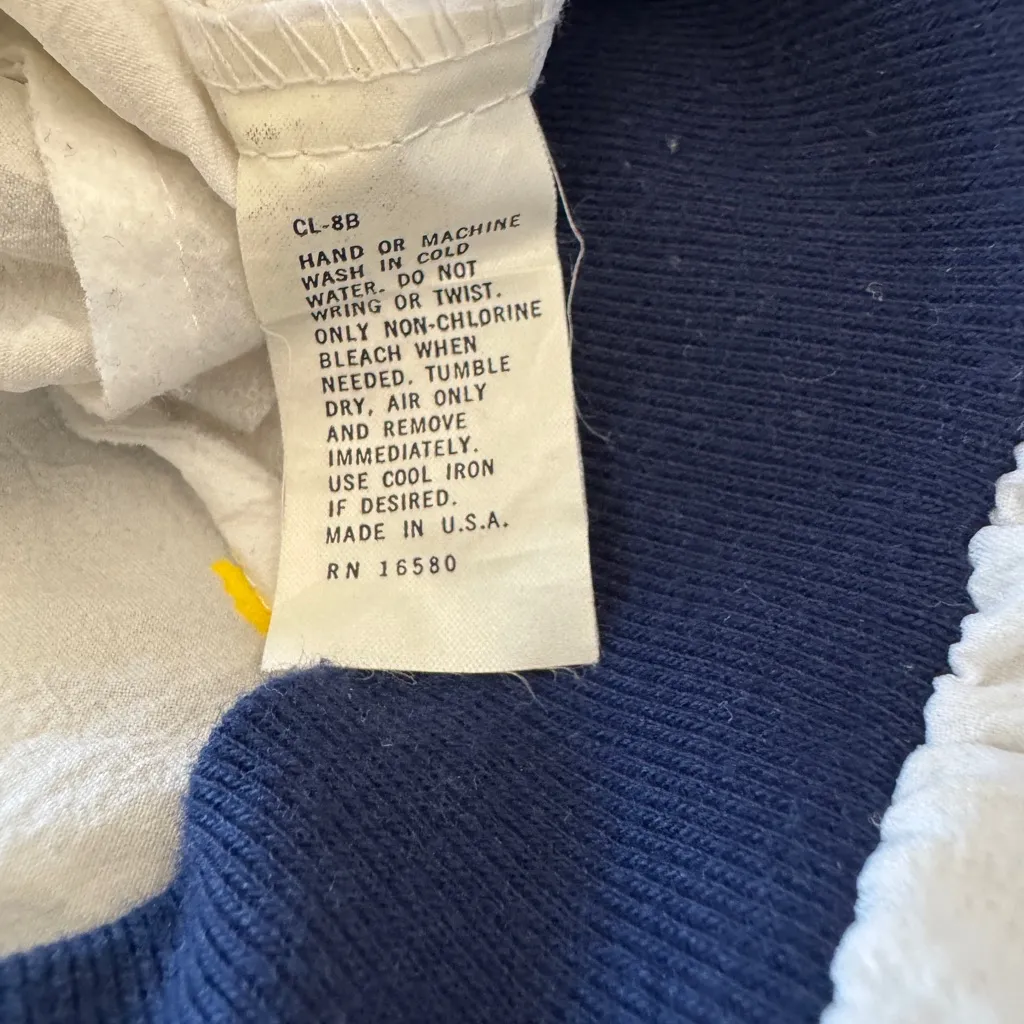 CL-8B
HAND OR MACHINE
WASH IN COLD
WATER. DO NOT
WRING OR TWIST.
ONLY NON-CHLORINE
BLEACH WHEN
NEEDED. TUMBLE
DRY, AIR ONLY
AND REMOVE
IMMEDIATELY.
USE COOL IRON
IF DESIRED.
MADE IN U.S.A.
RN 16580